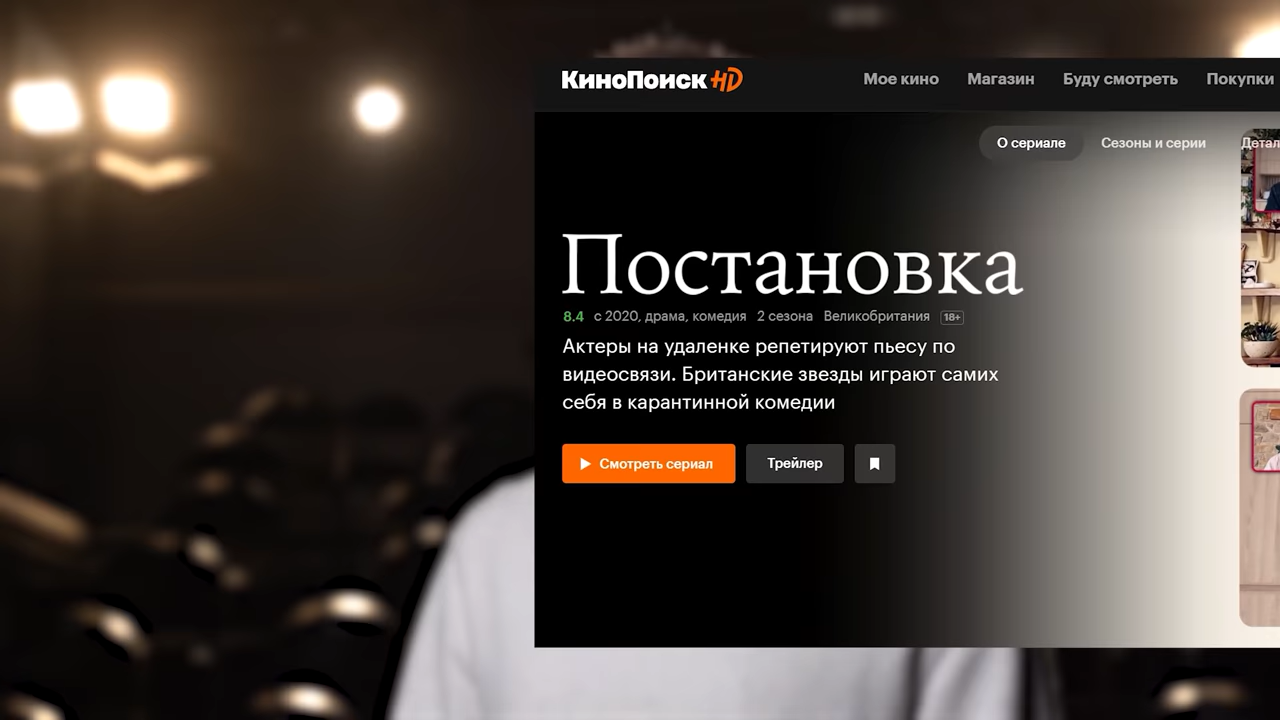 КиноПоиск HD
Мое кино Магазин Буду смотреть Покупки
О сериале Сезоны и серии
Постановка
8.4 с 2020, драма, комедия 2 сезона Великобритания 18+
Актеры на удаленке репетируют пьесу по
видеосвязи. Британские звезды играют самих
себя в карантинной комедии
Смотреть сериал Трейлер